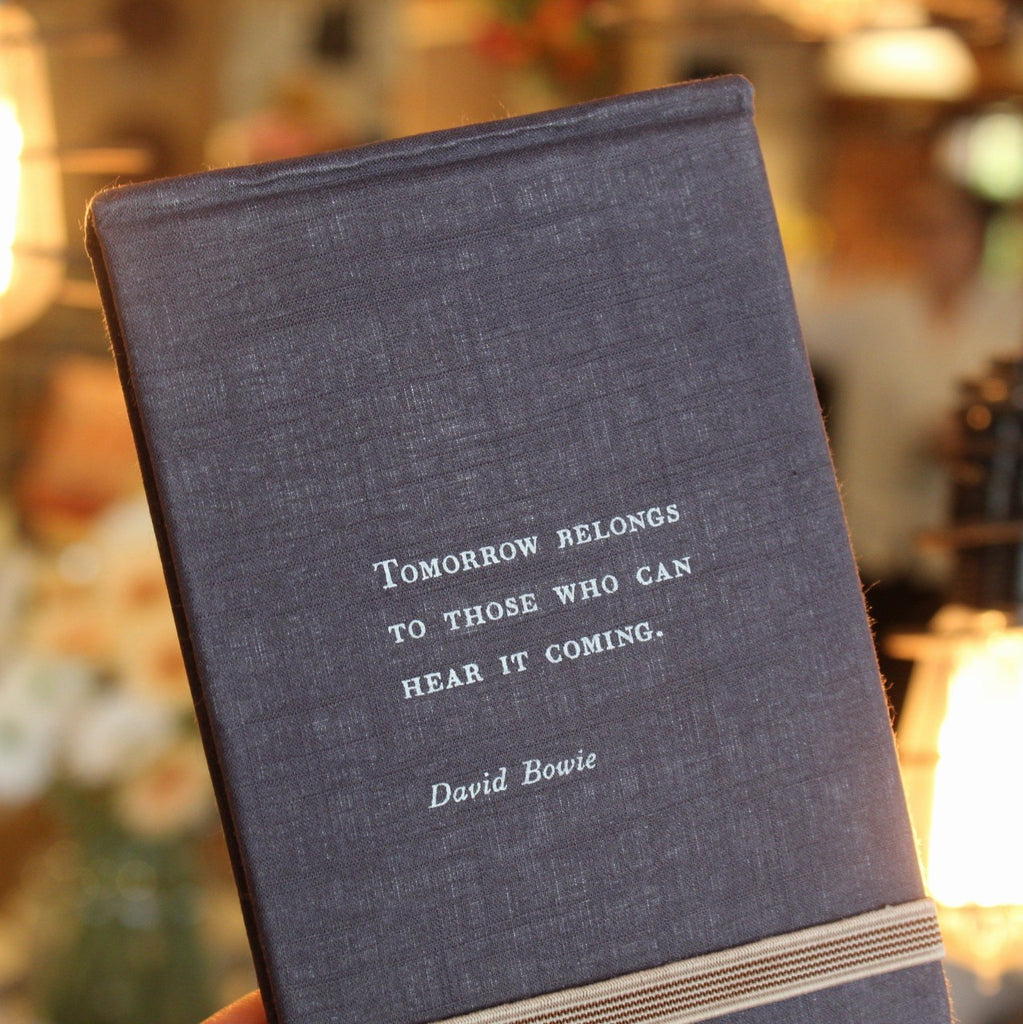 Tomorrow belongs
to those who can
hear it coming.
David Bowie